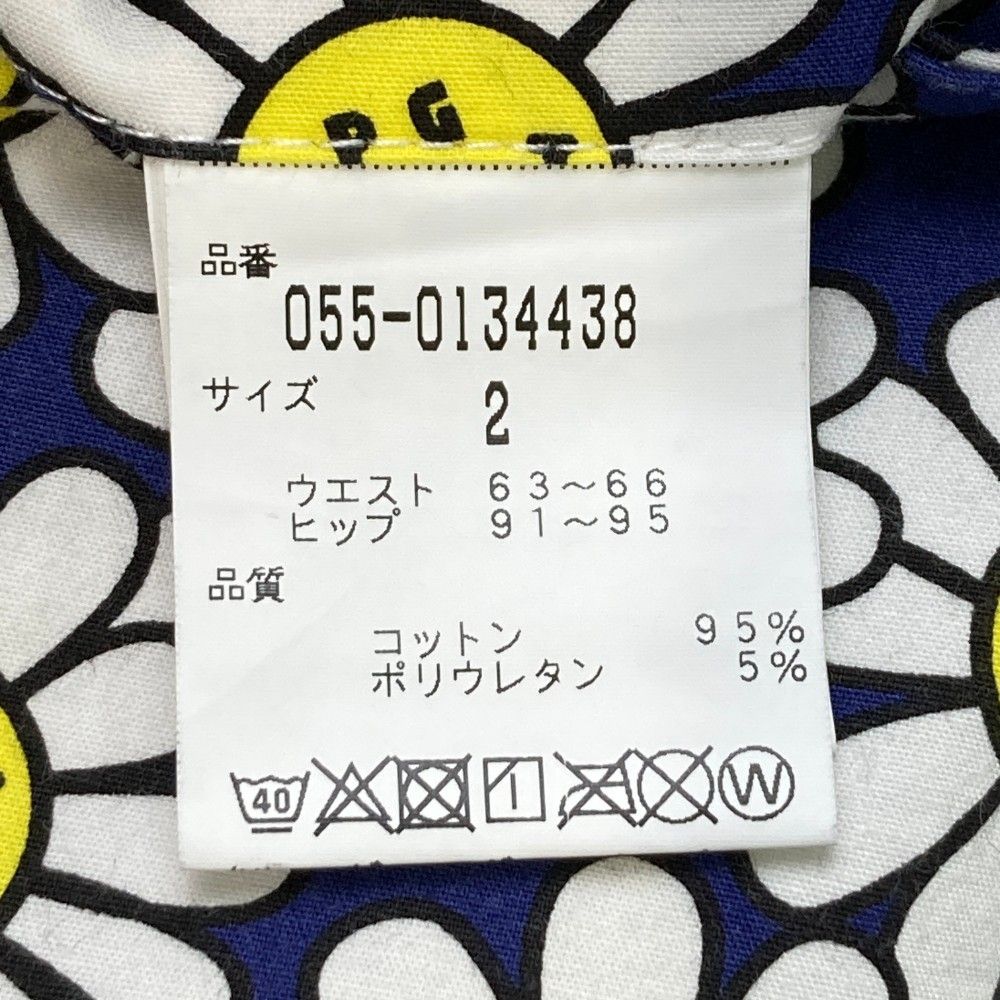 PG
品番
055-0134438
サイズ
2
ウエスト 63～66
ヒップ 91～95
品質
コットン 95%
ポリウレタン 5%
40 W